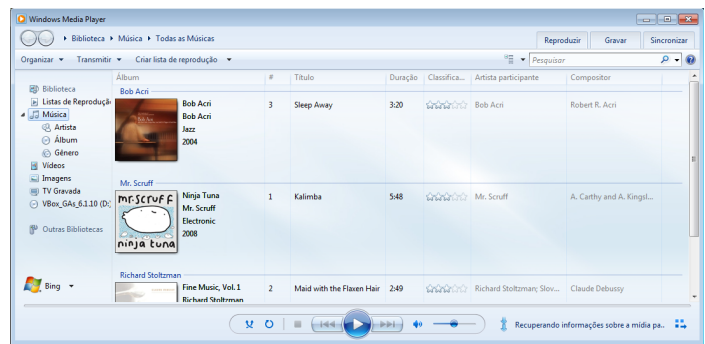 Windows Media Player
Biblioteca ▸ Música ▸ Todas as Músicas
Reproduzir Gravar Sincronizar
Organizar Transmitir Criar lista de reprodução Pesquisar
Álbum # Título Duração Classifica... Artista participante Compositor
Biblioteca
Listas de Reproduçã
Música
Artista
Álbum
Gênero
Vídeos
Imagens
TV Gravada
VBox_GAs_6.1.10 (D:)
Outras Bibliotecas
Bing
Bob Acri
Bob Acri 3 Sleep Away 3:20 Bob Acri Robert R. Acri
Bob Acri
Jazz
2004
Mr. Scruff
mr.scruff
ninja tuna
Ninja Tuna 1 Kalimba 5:48 Mr. Scruff A. Carthy and A. Kingsl...
Mr. Scruff
Electronic
2008
Richard Stoltzman
Fine Music, Vol. 1 2 Maid with the Flaxen Hair 2:49 Richard Stoltzman; Slov... Claude Debussy
Richard Stoltzman
Recuperando informações sobre a mídia pa..